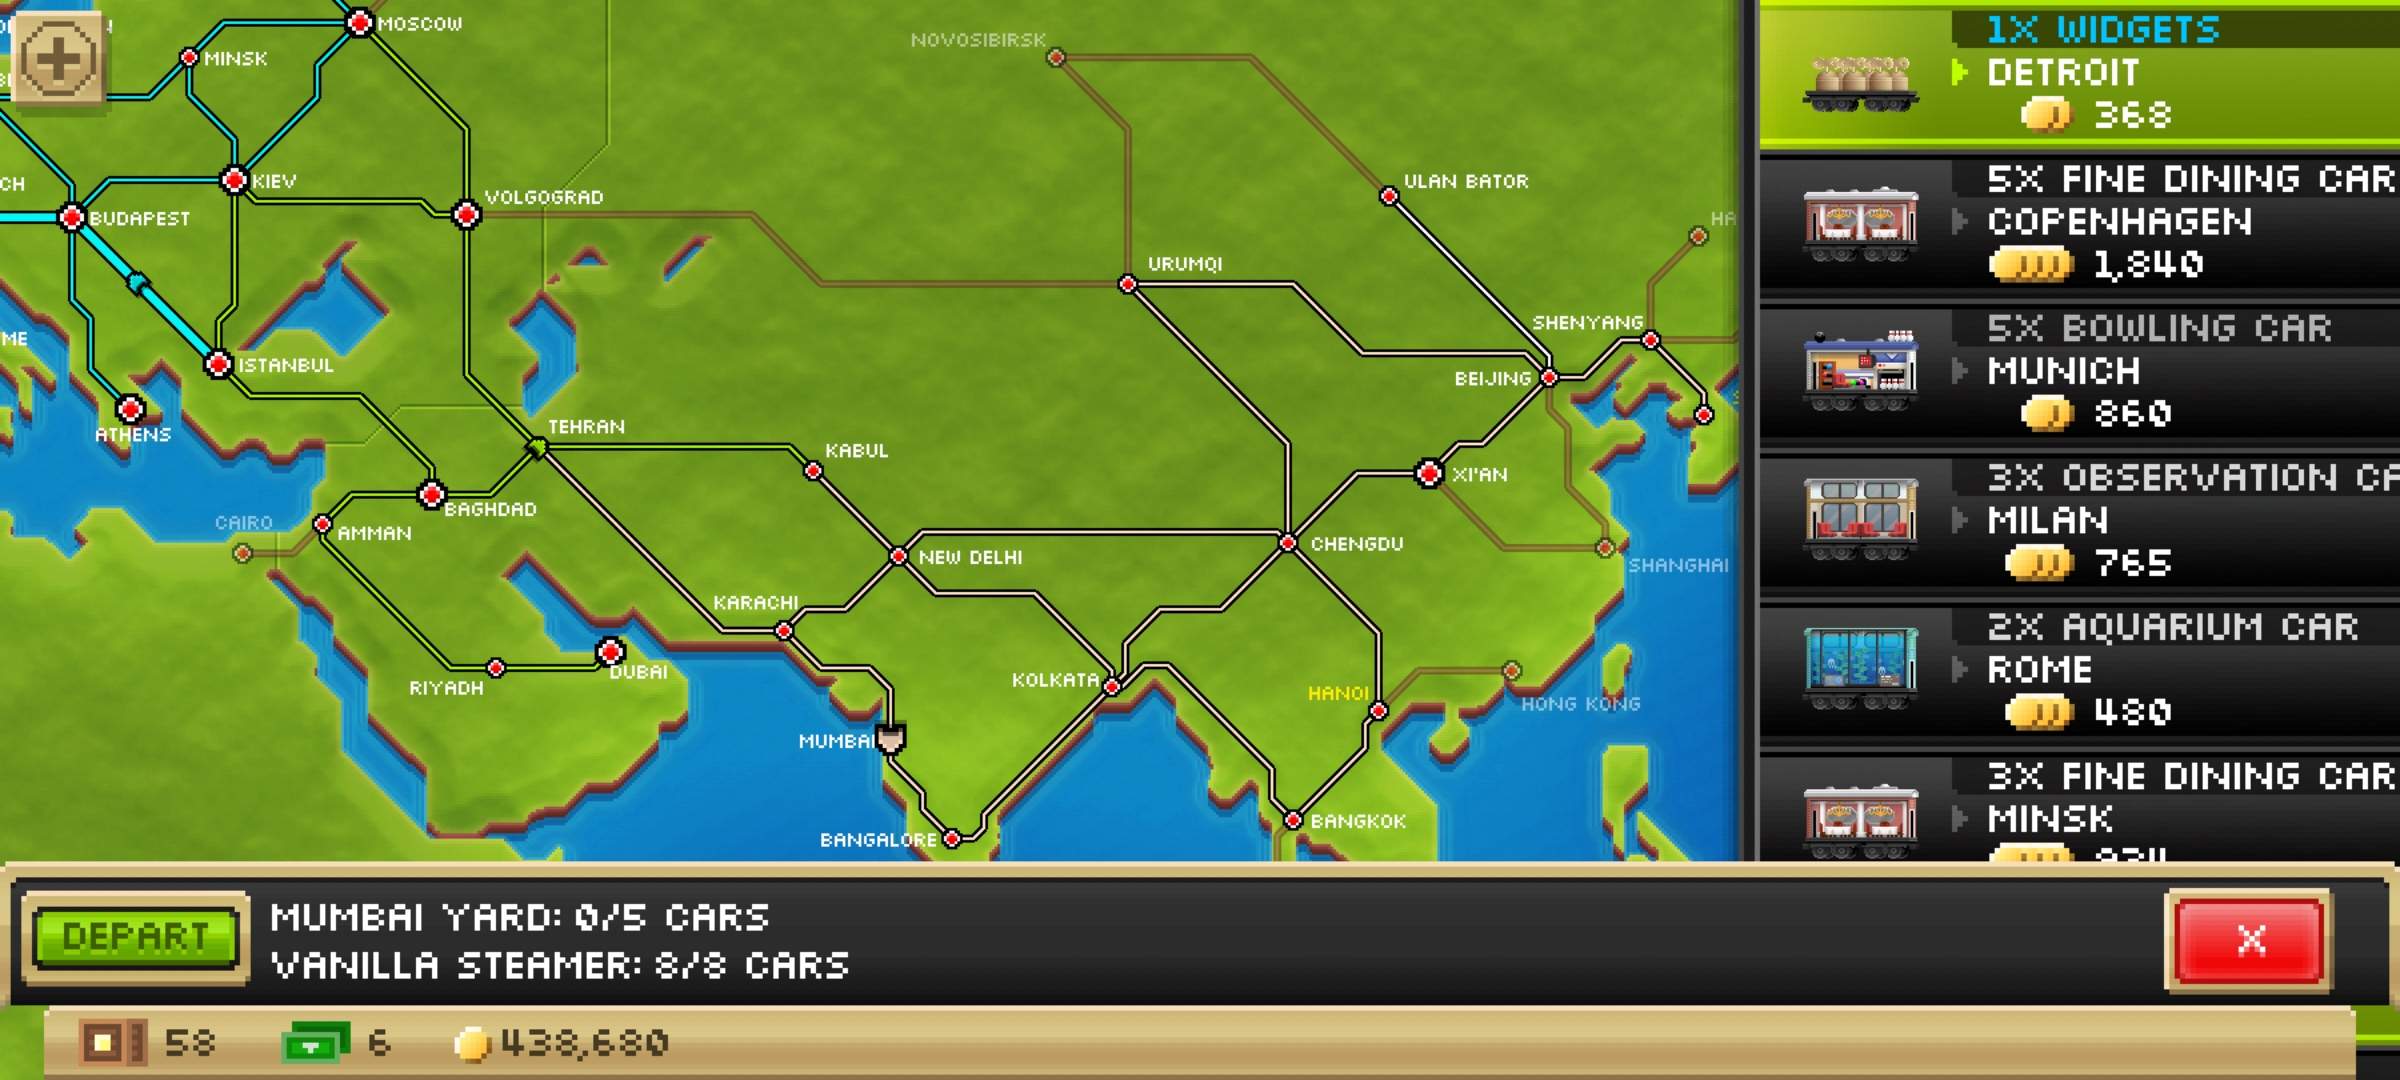 MOSCOW
MINSK
NOVOSIBIRSK
KIEV
BUDAPEST
VOLGOGRAD
ULAN BATOR
URUMQI
SHENYANG
ISTANBUL
BEIJING
ATHENS
TEHRAN
KABUL
XI'AN
BAGHDAD
CAIRO
AMMAN
NEW DELHI
CHENGDU
SHANGHAI
KARACHI
DUBAI
RIYADH
KOLKATA
HANOI
HONG KONG
MUMBAI
BANGALORE
BANGKOK
1X WIDGETS
DETROIT
368
5X FINE DINING CAR
COPENHAGEN
1,840
5X BOWLING CAR
MUNICH
860
3X OBSERVATION CA
MILAN
765
2X AQUARIUM CAR
ROME
480
3X FINE DINING CAR
MINSK
DEPART
MUMBAI YARD: 0/5 CARS
VANILLA STEAMER: 8/8 CARS
X
58
6
438,680